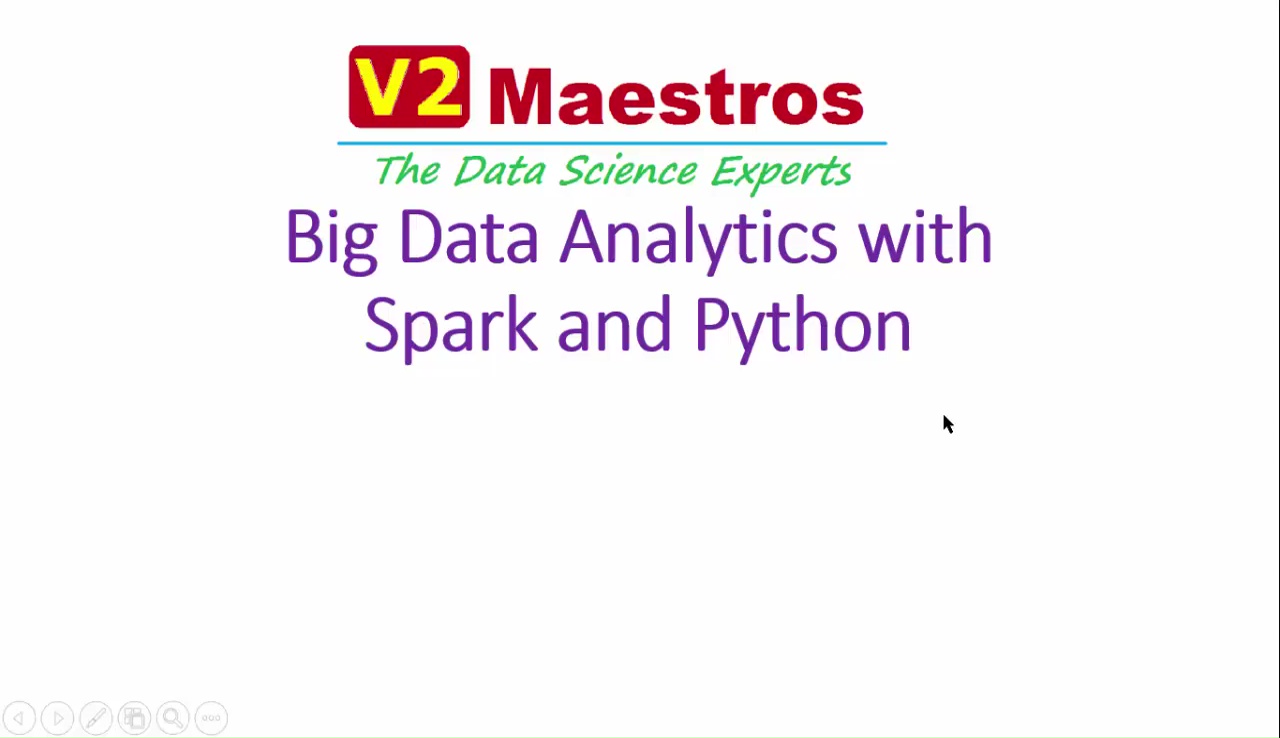 V2 Maestros
The Data Science Experts
Big Data Analytics with
Spark and Python